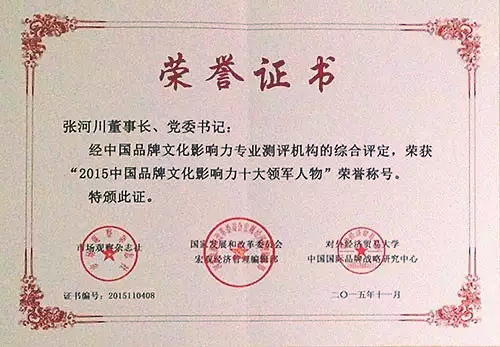 荣誉证书
张河川董事长、党委书记：
经中国品牌文化影响力专业测评机构的综合评定，荣获
“2015中国品牌文化影响力十大领军人物”荣誉称号。
特颁此证。
市场观察杂志社
国家发展和改革委员会
宏观经济管理编辑部
对外经济贸易大学
中国国际品牌战略研究中心
证书编号：2015110408
二〇一五年十一月